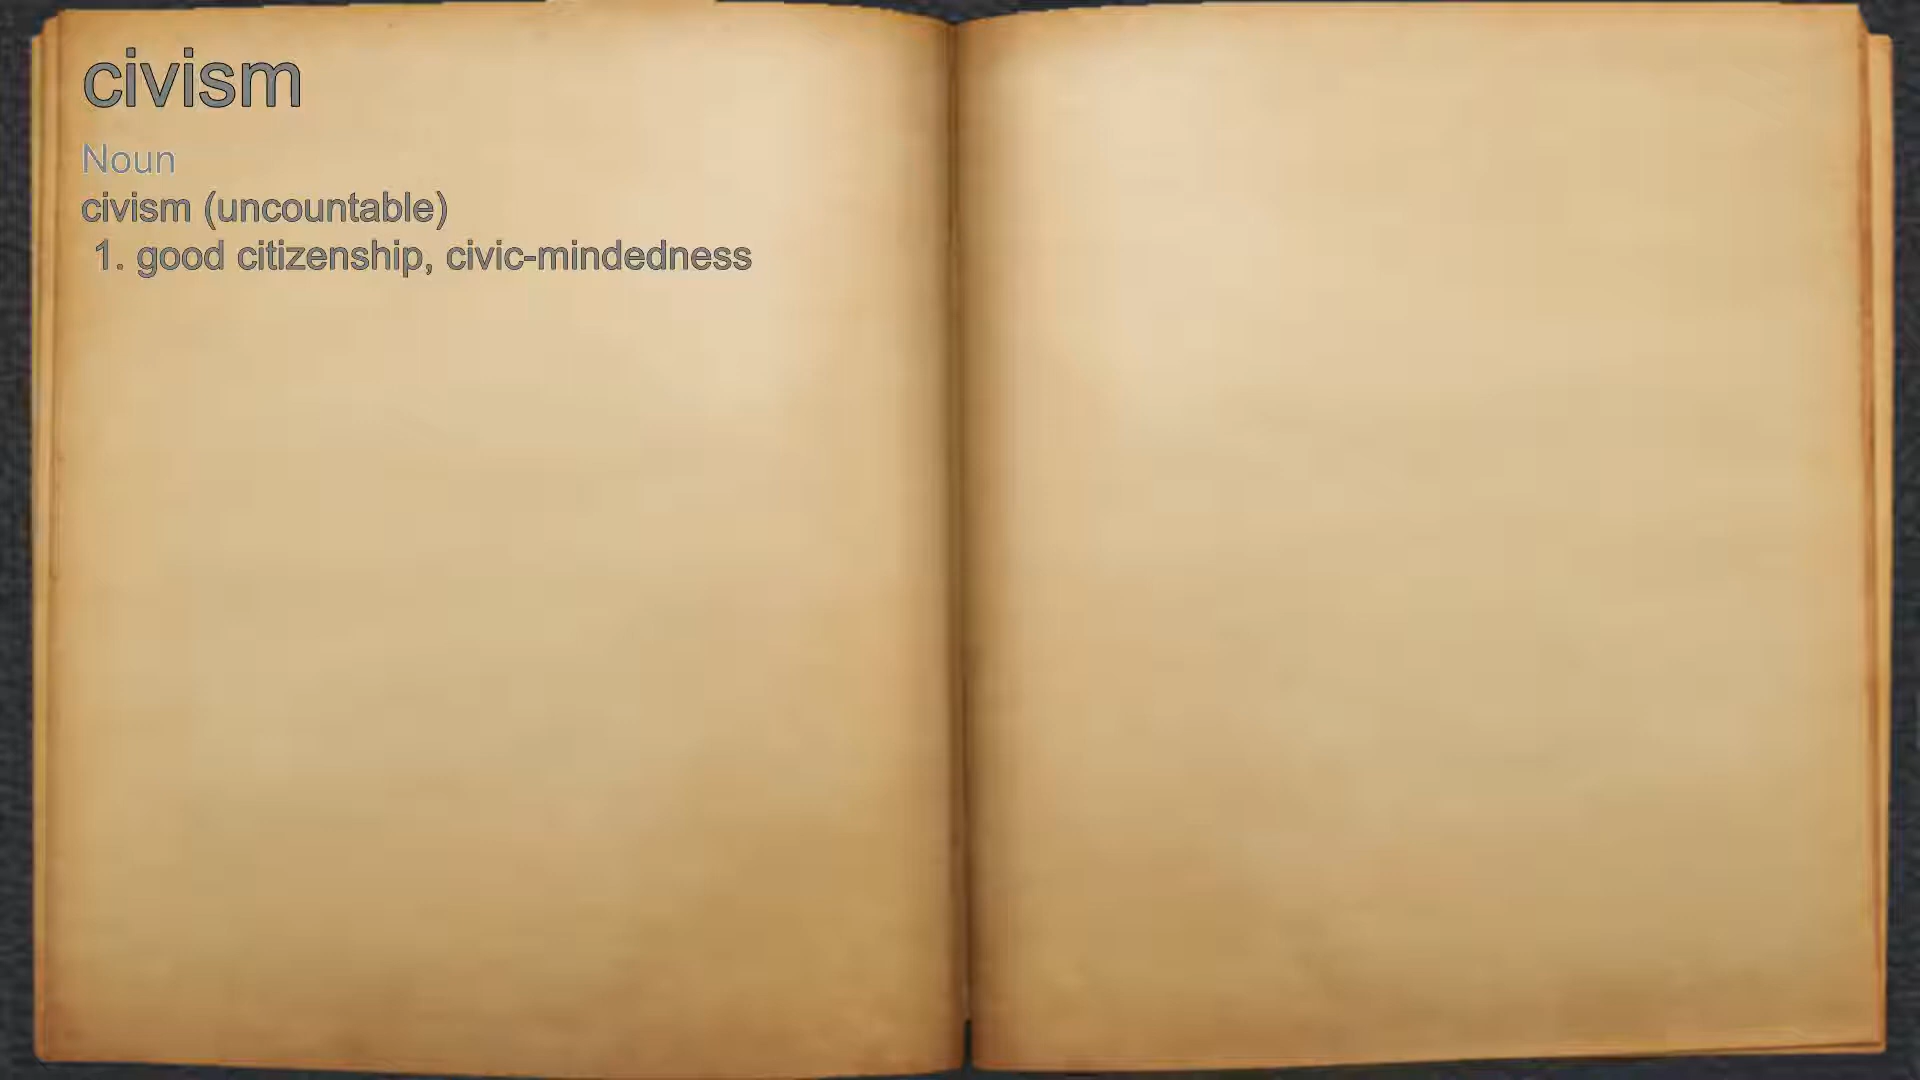 civism
Noun
civism (uncountable)
1. good citizenship, civic-mindedness